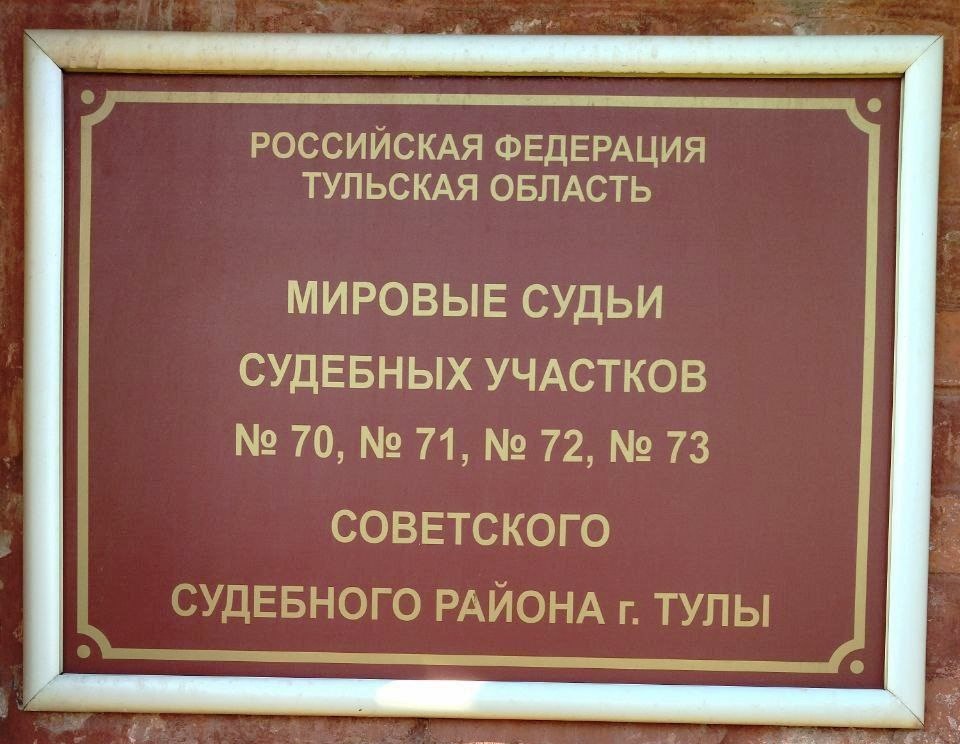 РОССИЙСКАЯ ФЕДЕРАЦИЯ
ТУЛЬСКАЯ ОБЛАСТЬ
МИРОВЫЕ СУДЬИ
СУДЕБНЫХ УЧАСТКОВ
№ 70, № 71, № 72, № 73
СОВЕТСКОГО
СУДЕБНОГО РАЙОНА г. ТУЛЫ